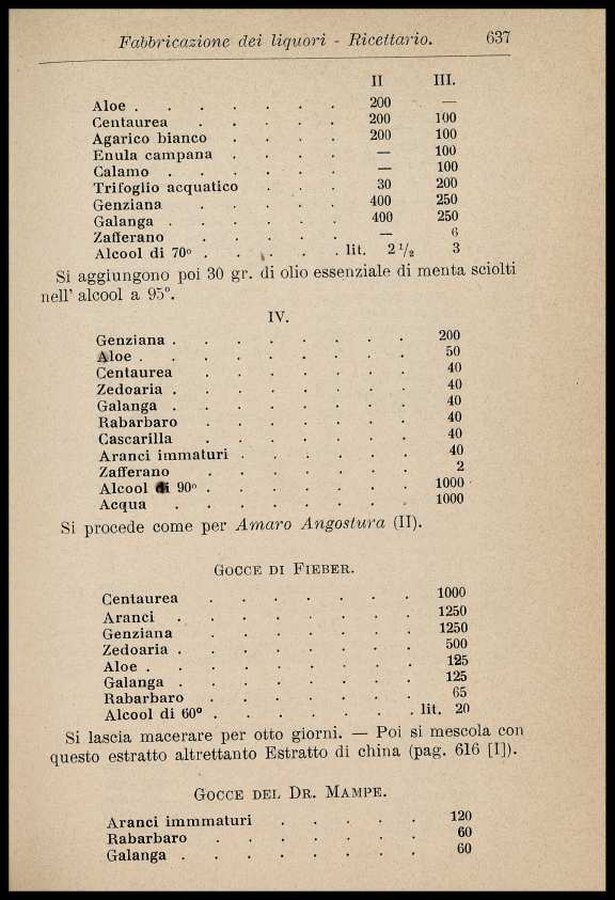 Fabbricazione dei liquori - Ricettario. 637
II III.
Aloe . . . . . . . 200 —
Centaurea . . . . . 200 100
Agarico bianco . . . . 200 100
Enula campana . . . . — 100
Calamo . . . . . . — 100
Trifoglio acquatico . . . 30 200
Genziana . . . . . 400 250
Galanga . . . . . . 400 250
Zafferano . . . . . — 6
Alcool di 70º . . . . . lit. 2 1/2 3
Si aggiungono poi 30 gr. di olio essenziale di menta sciolti
nell' alcool a 95°.
IV.
Genziana . . . . . . . . 200
Aloe . . . . . . . . . 50
Centaurea . . . . . . . 40
Zedoaria . . . . . . . . 40
Galanga . . . . . . . . 40
Rabarbaro . . . . . . . 40
Cascarilla . . . . . . . 40
Aranci immaturi . . . . . . 40
Zafferano . . . . . . . 2
Alcool di 90º . . . . . . . 1000
Acqua . . . . . . . . 1000
Si procede come per Amaro Angostura (II).
GOCCE DI FIEBER.
Centaurea . . . . . . . 1000
Aranci . . . . . . . . 1250
Genziana . . . . . . . 1250
Zedoaria . . . . . . . . 500
Aloe . . . . . . . . . 125
Galanga . . . . . . . . 125
Rabarbaro . . . . . . . 65
Alcool di 60° . . . . . . . lit. 20
Si lascia macerare per otto giorni. — Poi si mescola con
questo estratto altrettanto Estratto di china (pag. 616 [I]).
GOCCE DEL DR. MAMPE.
Aranci immmaturi . . . . . 120
Rabarbaro . . . . . . . 60
Galanga . . . . . . . . 60